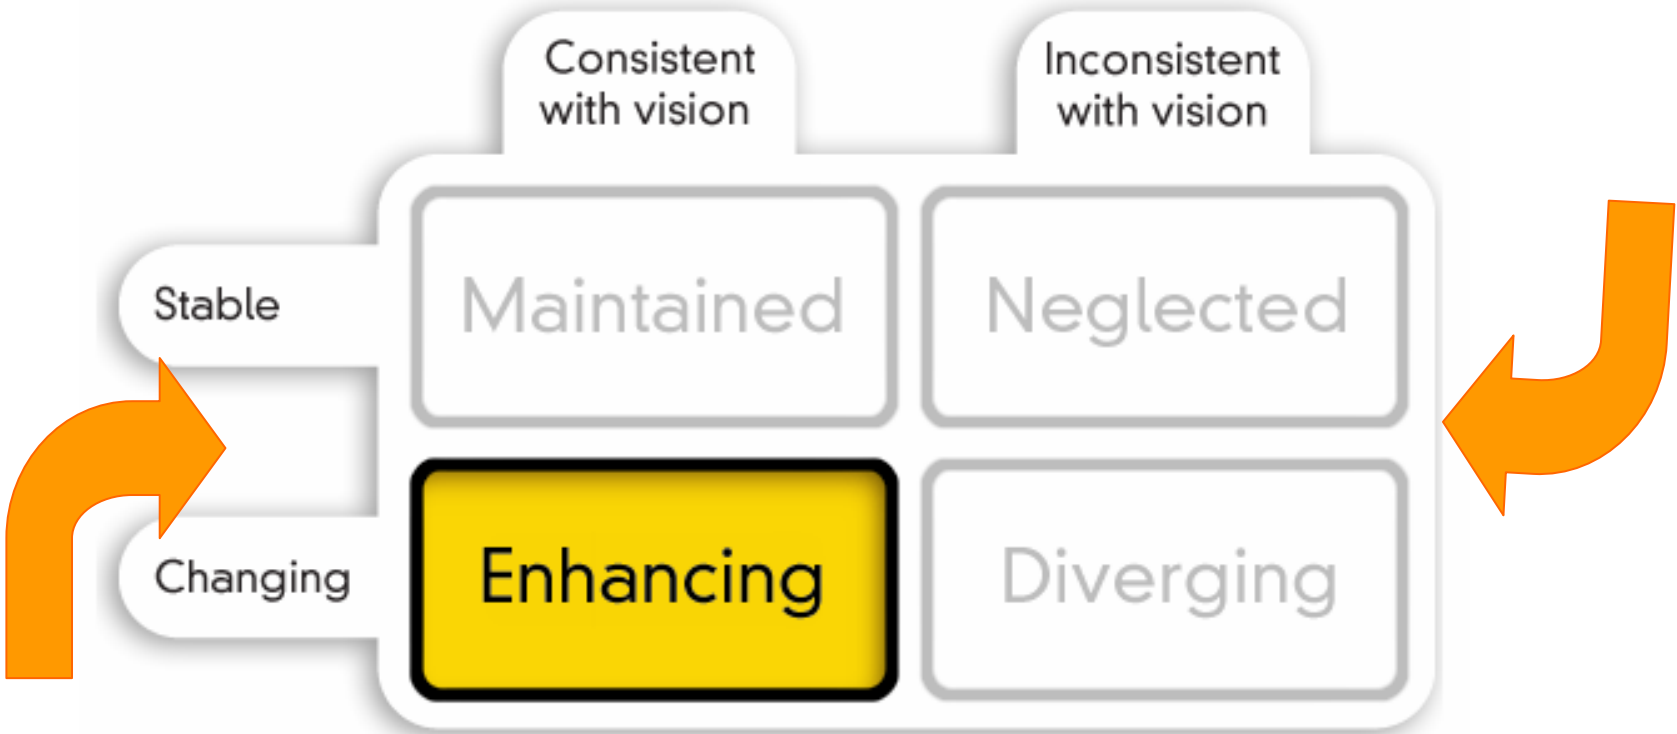 Consistent
with vision
Inconsistent
with vision
Stable
Maintained
Neglected
Changing
Enhancing
Diverging